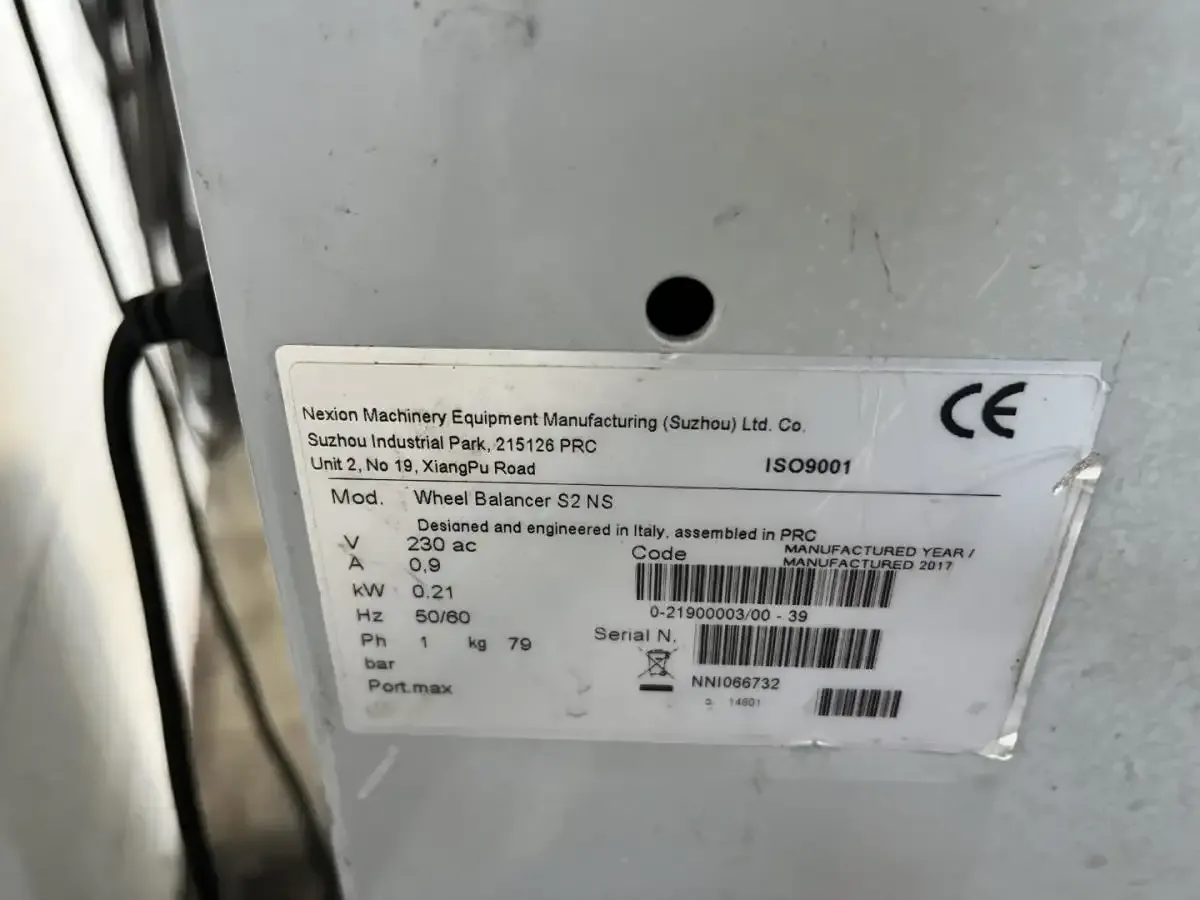 Nexion Machinery Equipment Manufacturing (Suzhou) Ltd. Co.
Suzhou Industrial Park, 215126 PRC
Unit 2, No 19, XiangPu Road
ISO9001
CE
Mod. Wheel Balancer S2 NS
Designed and engineered in Italy, assembled in PRC
V 230 ac
A 0,9
kW 0.21
Hz 50/60
Ph 1 kg 79
bar
Port.max
Code
MANUFACTURED YEAR /
MANUFACTURED 2017
0-21900003/00 - 39
Serial N.
NNI066732
14801